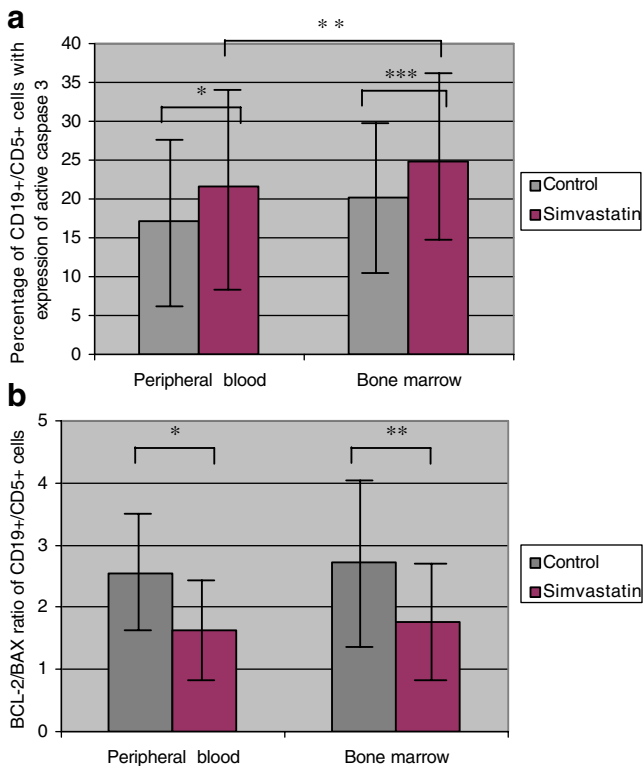 a
Percentage of CD19+/CD5+ cells with
expression of active caspase 3
40
35
30
25
20
15
10
5
0
*
* *
***
Peripheral blood
Bone marrow
Control
Simvastatin
b
BCL-2/BAX ratio of CD19+/CD5+ cells
5
4
3
2
1
0
*
**
Peripheral blood
Bone marrow
Control
Simvastatin